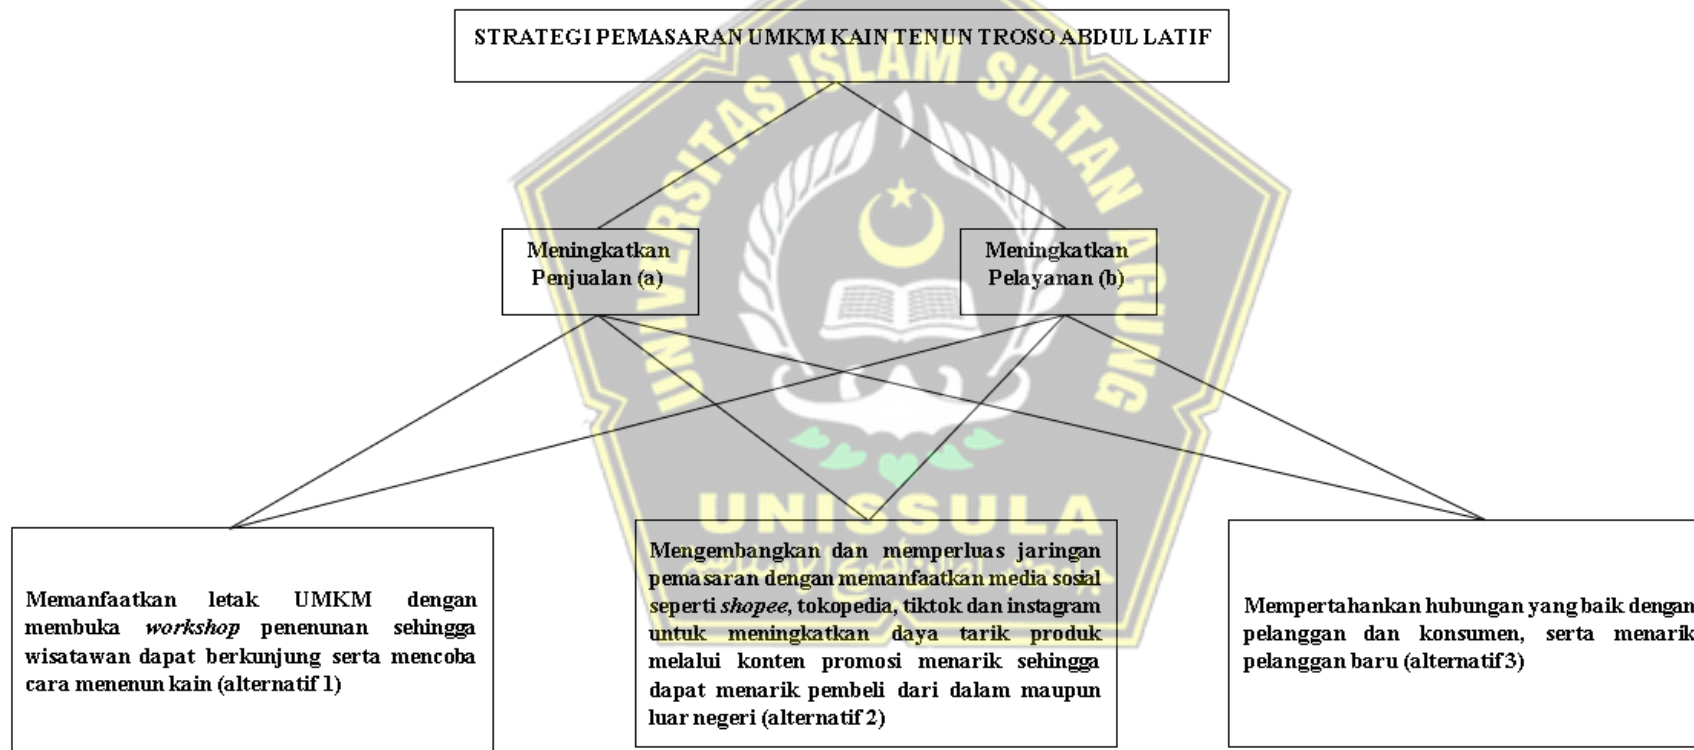 STRATEGI PEMASARAN UMKM KAIN TENUN TROSO ABDUL LATIF
UNIVERSITAS ISLAM SULTAN AGUNG
Meningkatkan
Penjualan (a)
Meningkatkan
Pelayanan (b)
UNISSULA
Memanfaatkan letak UMKM dengan
membuka workshop penenunan sehingga
wisatawan dapat berkunjung serta mencoba
cara menenun kain (alternatif 1)
Mengembangkan dan memperluas jaringan
pemasaran dengan memanfaatkan media sosial
seperti shopee, tokopedia, tiktok dan instagram
untuk meningkatkan daya tarik produk
melalui konten promosi menarik sehingga
dapat menarik pembeli dari dalam maupun
luar negeri (alternatif 2)
Mempertahankan hubungan yang baik dengan
pelanggan dan konsumen, serta menarik
pelanggan baru (alternatif 3)